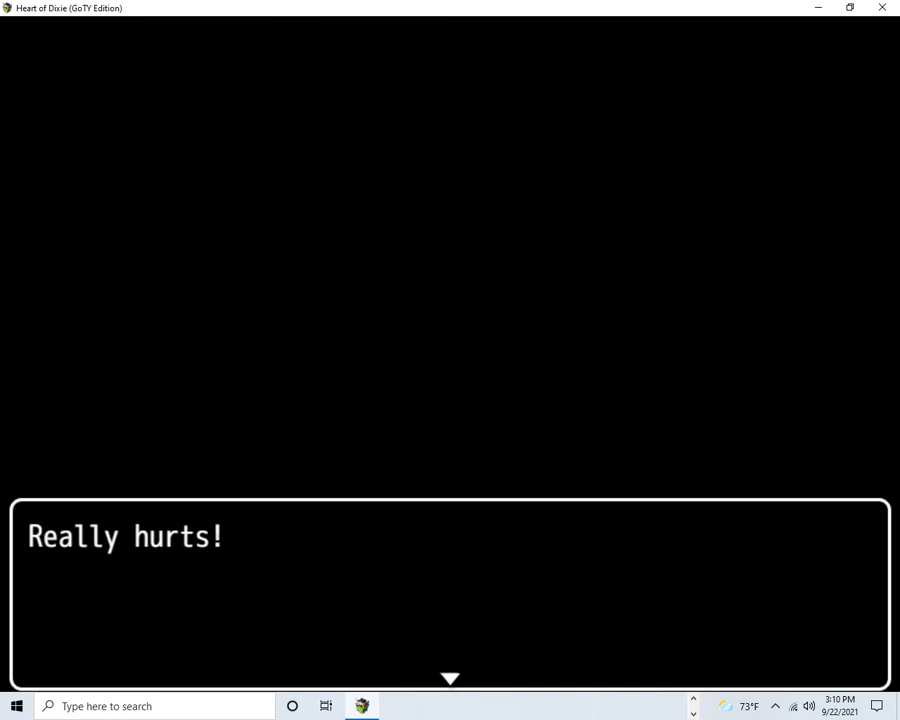 Heart of Dixie (GoTY Edition)
Really hurts!
Type here to search
73°F
3:10 PM
9/22/2021